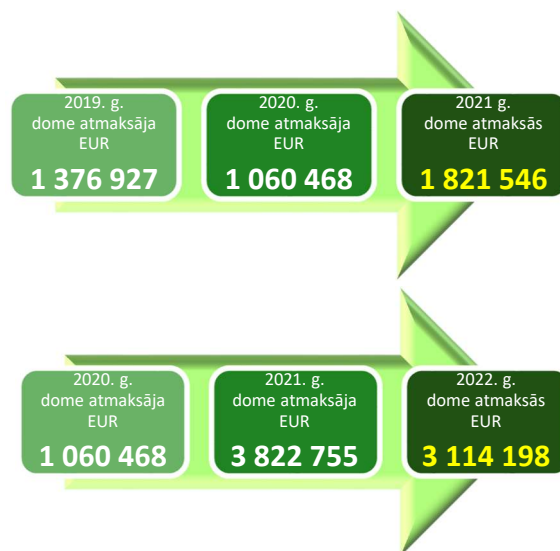 2019. g.
dome atmaksāja
EUR
1 376 927
2020. g.
dome atmaksāja
EUR
1 060 468
2021 g.
dome atmaksās
EUR
1 821 546
2020. g.
dome atmaksāja
EUR
1 060 468
2021. g.
dome atmaksāja
EUR
3 822 755
2022. g.
dome atmaksās
EUR
3 114 198